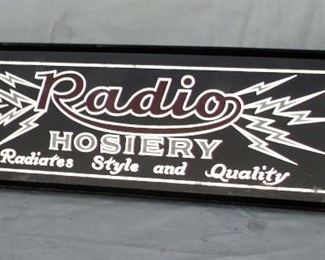 Radio
HOSIERY
Radiates Style and Quality